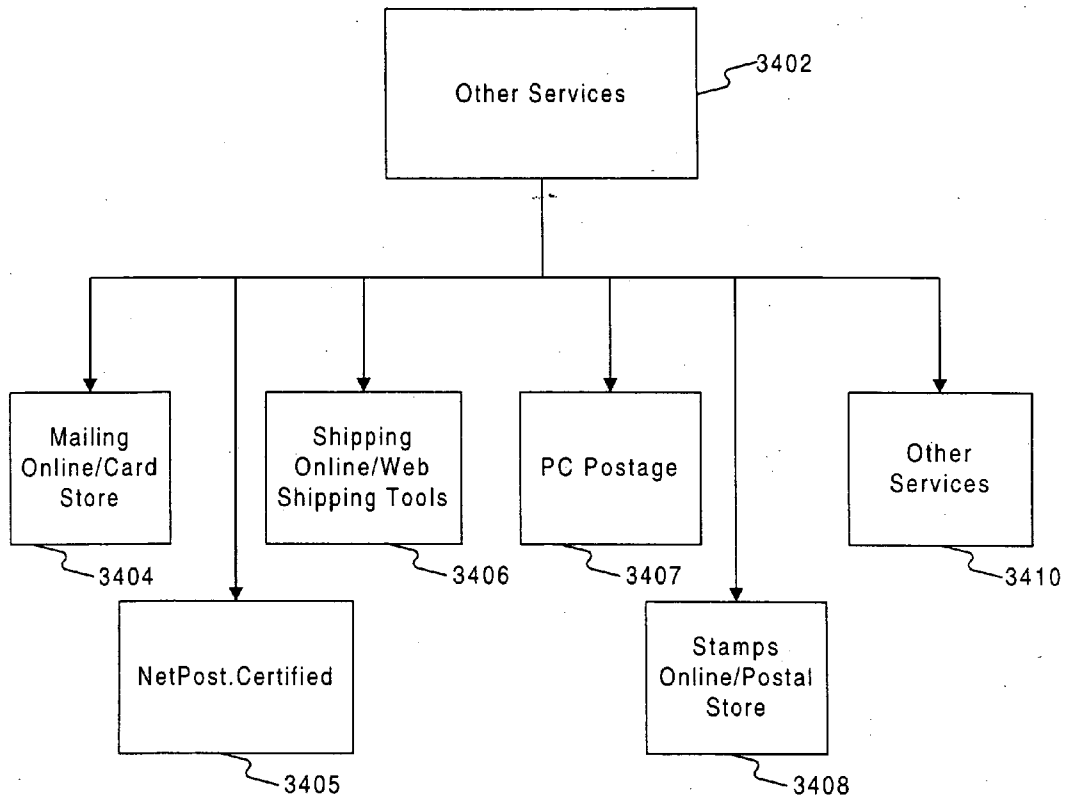 Other Services
3402
Mailing
Online/Card
Store
3404
Shipping
Online/Web
Shipping Tools
3406
PC Postage
3407
Other
Services
3410
NetPost.Certified
3405
Stamps
Online/Postal
Store
3408